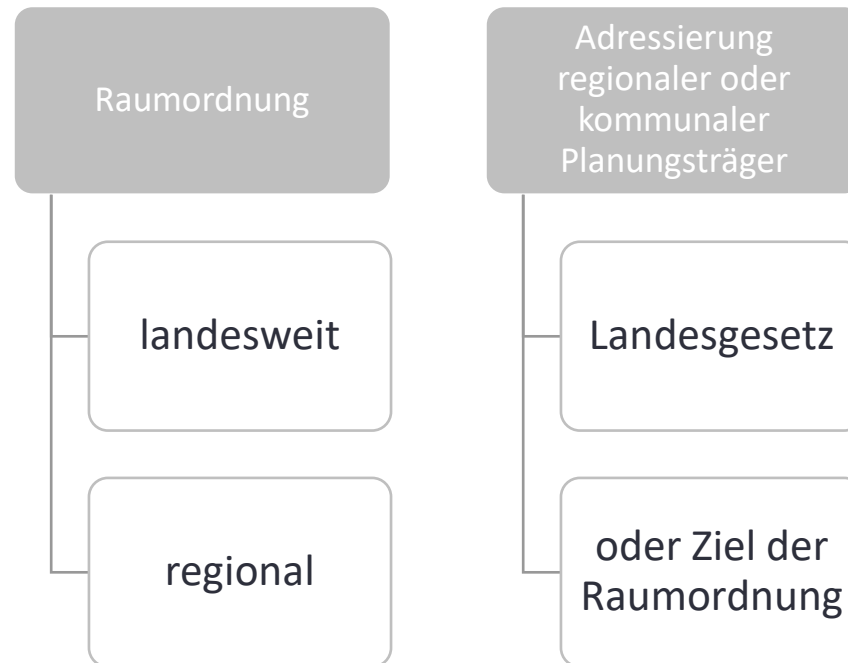 Raumordnung
landesweit
regional
Adressierung
regionaler oder
kommunaler
Planungsträger
Landesgesetz
oder Ziel der
Raumordnung